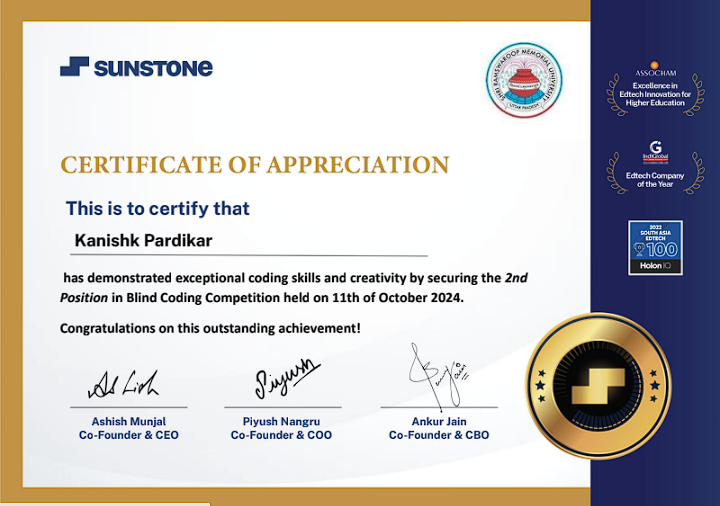 SUNSTONE
SHRI RAMSWAROOP MEMORIAL UNIVERSITY
UTTAR PRADESH
CERTIFICATE OF APPRECIATION
This is to certify that
Kanishk Pardikar
has demonstrated exceptional coding skills and creativity by securing the 2nd
Position in Blind Coding Competition held on 11th of October 2024.
Congratulations on this outstanding achievement!
Piyush
Ashish Munjal
Co-Founder & CEO
Piyush Nangru
Co-Founder & COO
Ankur Jain
Co-Founder & CBO
ASSOCHAM
Excellence in
Edtech Innovation for
Higher Education
G
Edtech Company
of the Year
2022
SOUTH ASIA
EDTECH
100
HolonIQ